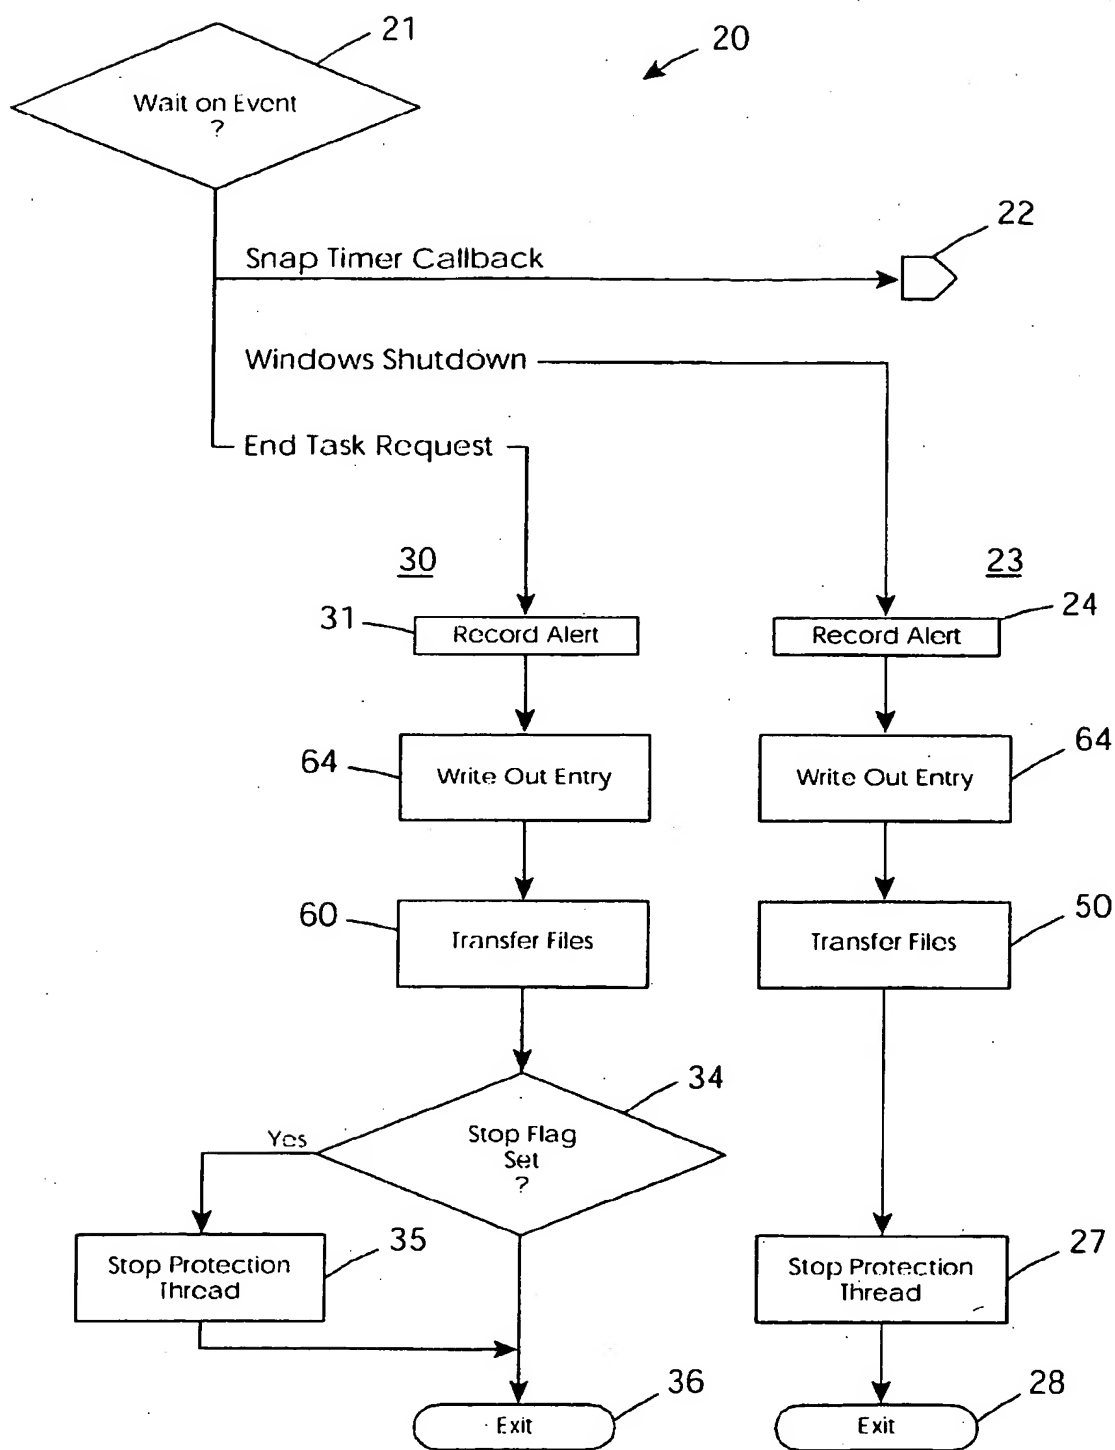 21
20
Wait on Event
?
22
Snap Timer Callback
Windows Shutdown
End Task Request
30
23
31
Record Alert
24
Record Alert
64
Write Out Entry
64
Write Out Entry
60
Transfer Files
50
Transfer Files
34
Yes
Stop Flag
Set
?
35
Stop Protection
Thread
27
Stop Protection
Thread
36
Exit
28
Exit